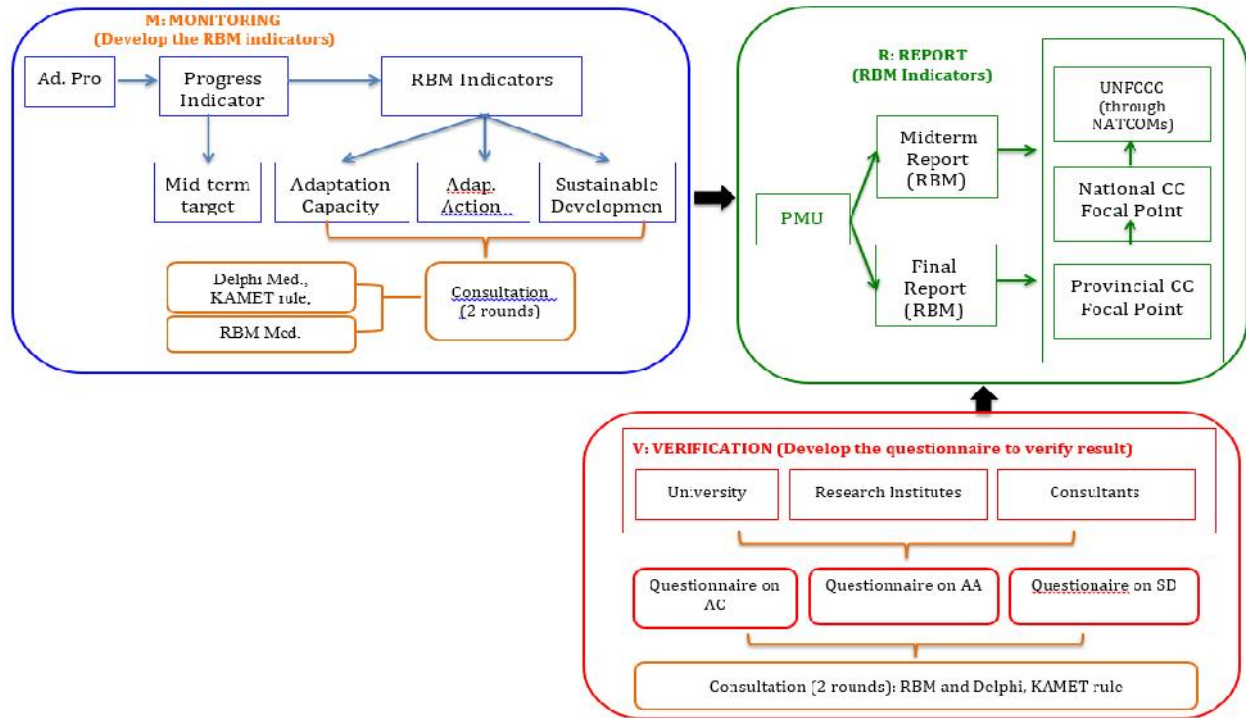 M: MONITORING
(Develop the RBM indicators)
Ad. Pro
Progress
Indicator
RBM Indicators
Mid-term
target
Adaptation
Capacity
Adap.
Action
Sustainable
Developmen
Delphi Med.,
KAMET rule,
RBM Med.
Consultation
(2 rounds)
R: REPORT
(RBM Indicators)
PMU
Midterm
Report
(RBM)
Final
Report
(RBM)
UNFCCC
(through
NATCOMs)
National CC
Focal Point
Provincial CC
Focal Point
V: VERIFICATION (Develop the questionnaire to verify result)
University
Research Institutes
Consultants
Questionnaire on
AC
Questionnaire on AA
Questionaire on SD
Consultation (2 rounds): RBM and Delphi, KAMET rule